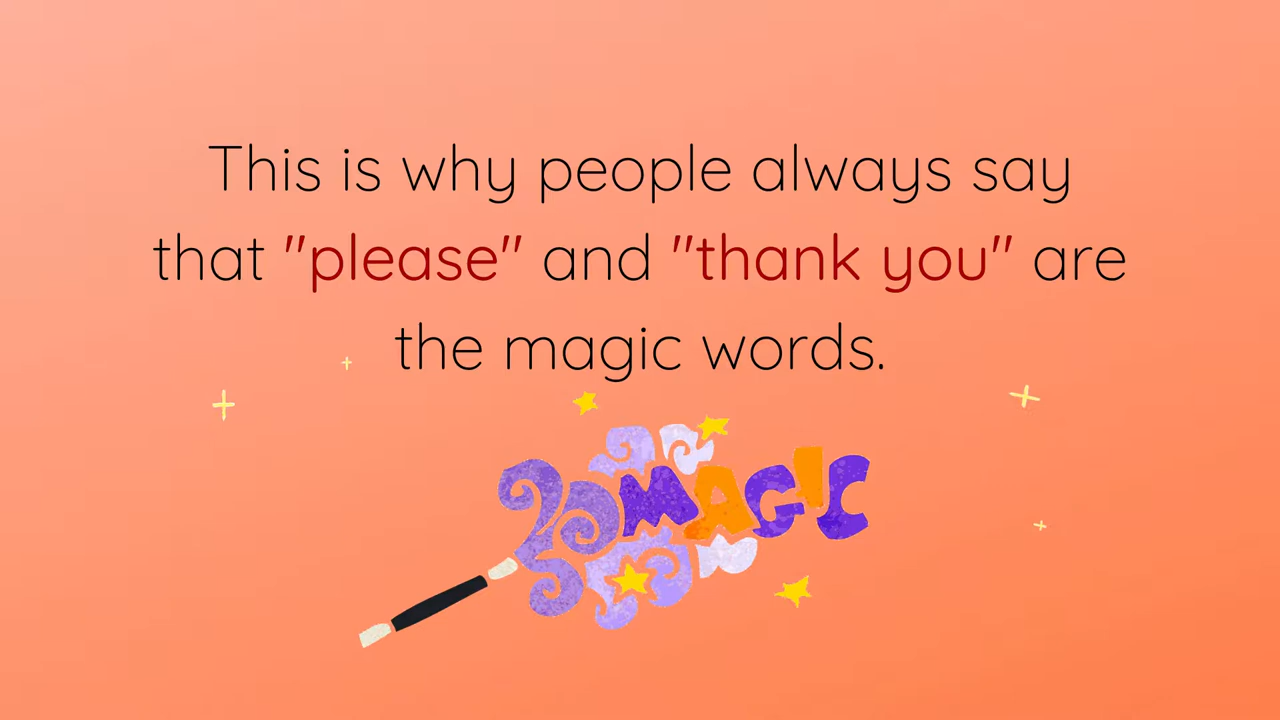 This is why people always say
that "please" and "thank you" are
the magic words.
MAGIC